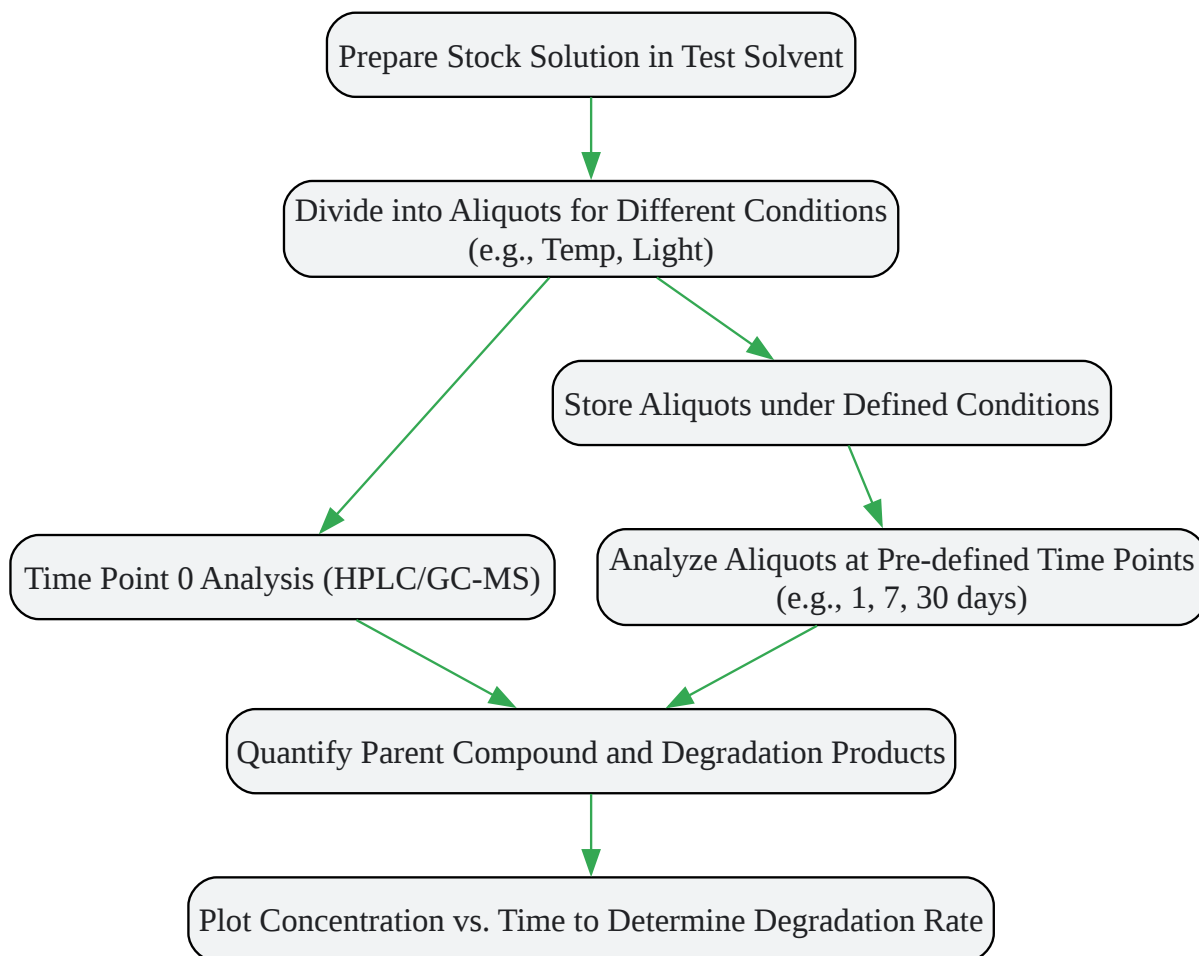 Prepare Stock Solution in Test Solvent
Divide into Aliquots for Different Conditions
(e.g., Temp, Light)
Store Aliquots under Defined Conditions
Time Point 0 Analysis (HPLC/GC-MS)
Analyze Aliquots at Pre-defined Time Points
(e.g., 1, 7, 30 days)
Quantify Parent Compound and Degradation Products
Plot Concentration vs. Time to Determine Degradation Rate